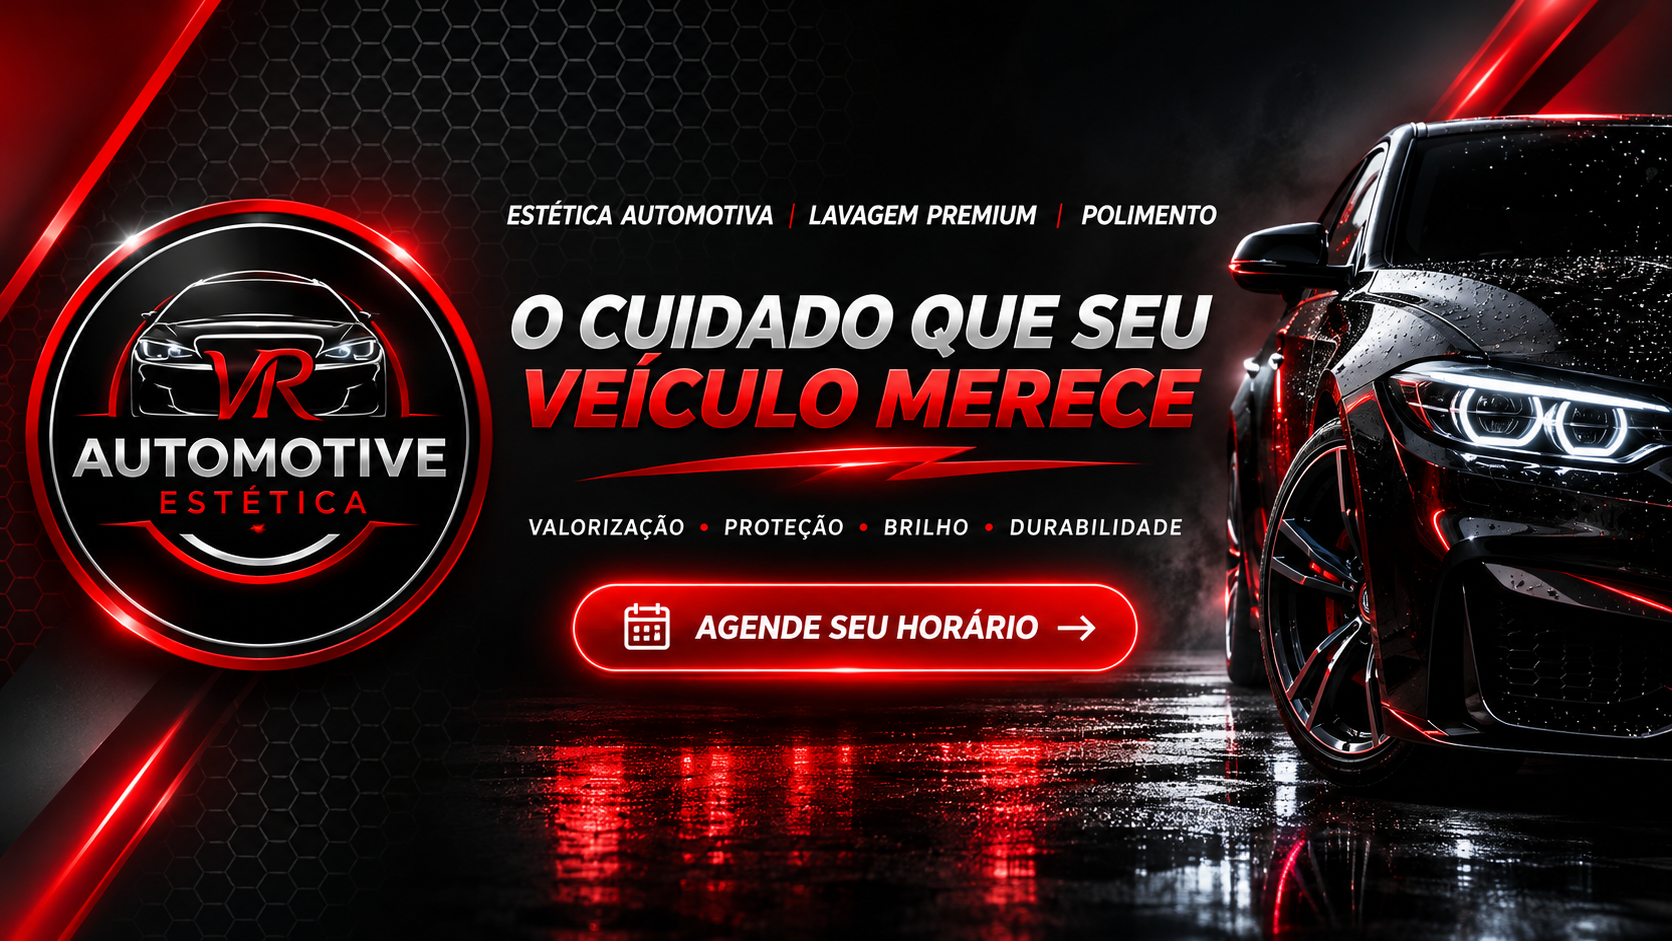 VR
AUTOMOTIVE
ESTÉTICA
ESTÉTICA AUTOMOTIVA | LAVAGEM PREMIUM | POLIMENTO
O CUIDADO QUE SEU
VEÍCULO MERECE
VALORIZAÇÃO • PROTEÇÃO • BRILHO • DURABILIDADE
AGENDE SEU HORÁRIO →